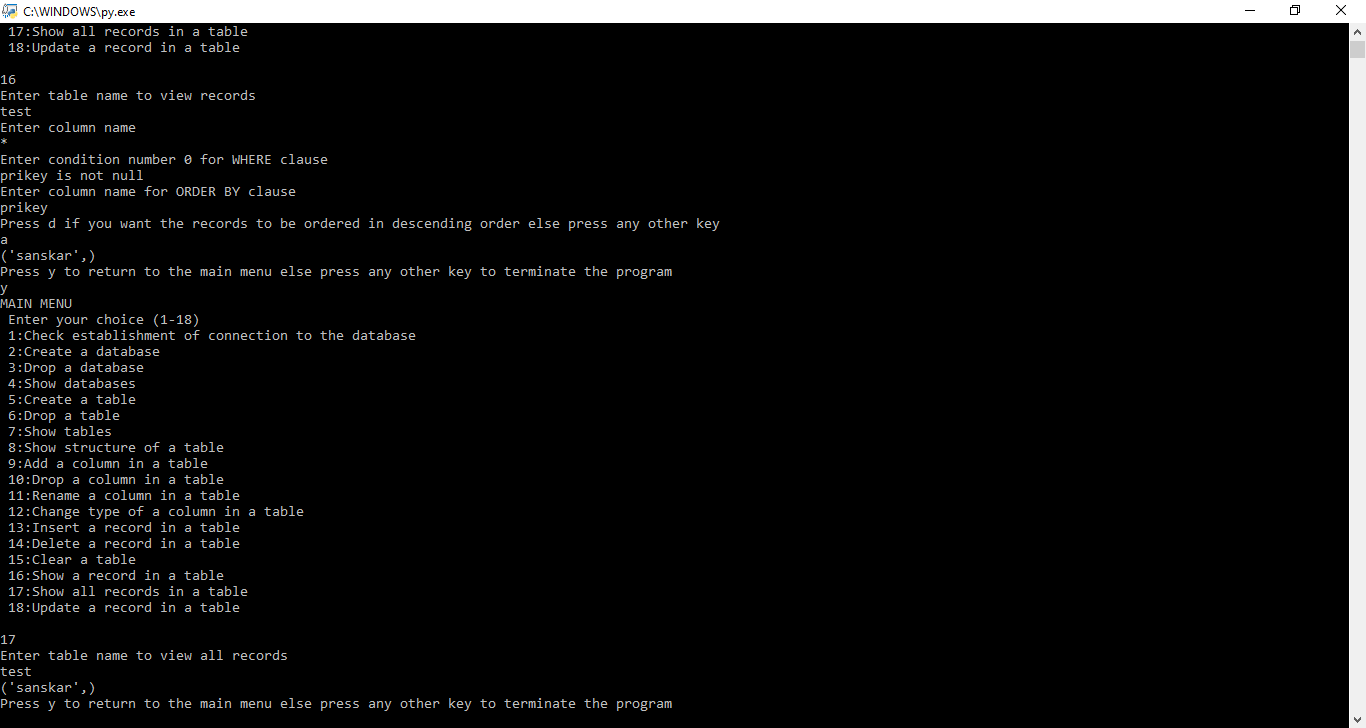 C:\WINDOWS\py.exe
17:Show all records in a table
18:Update a record in a table
16
Enter table name to view records
test
Enter column name
*
Enter condition number 0 for WHERE clause
prikey is not null
Enter column name for ORDER BY clause
prikey
Press d if you want the records to be ordered in descending order else press any other key
a
('sanskar',)
Press y to return to the main menu else press any other key to terminate the program
y
MAIN MENU
Enter your choice (1-18)
1:Check establishment of connection to the database
2:Create a database
3:Drop a database
4:Show databases
5:Create a table
6:Drop a table
7:Show tables
8:Show structure of a table
9:Add a column in a table
10:Drop a column in a table
11:Rename a column in a table
12:Change type of a column in a table
13:Insert a record in a table
14:Delete a record in a table
15:Clear a table
16:Show a record in a table
17:Show all records in a table
18:Update a record in a table
17
Enter table name to view all records
test
('sanskar',)
Press y to return to the main menu else press any other key to terminate the program